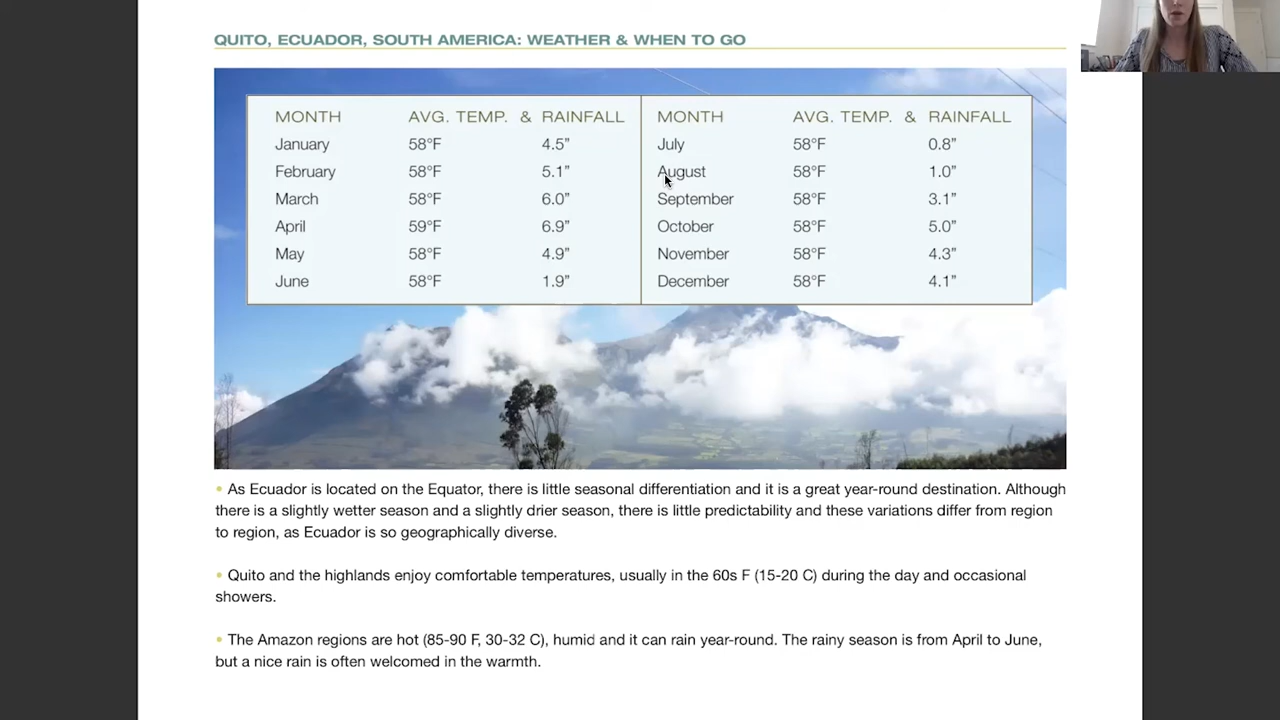 QUITO, ECUADOR, SOUTH AMERICA: WEATHER & WHEN TO GO
MONTH AVG. TEMP. & RAINFALL MONTH AVG. TEMP. & RAINFALL
January 58°F 4.5” July 58°F 0.8”
February 58°F 5.1” August 58°F 1.0”
March 58°F 6.0” September 58°F 3.1”
April 59°F 6.9” October 58°F 5.0”
May 58°F 4.9” November 58°F 4.3”
June 58°F 1.9” December 58°F 4.1”
• As Ecuador is located on the Equator, there is little seasonal differentiation and it is a great year-round destination. Although
there is a slightly wetter season and a slightly drier season, there is little predictability and these variations differ from region
to region, as Ecuador is so geographically diverse.
• Quito and the highlands enjoy comfortable temperatures, usually in the 60s F (15-20 C) during the day and occasional
showers.
• The Amazon regions are hot (85-90 F, 30-32 C), humid and it can rain year-round. The rainy season is from April to June,
but a nice rain is often welcomed in the warmth.